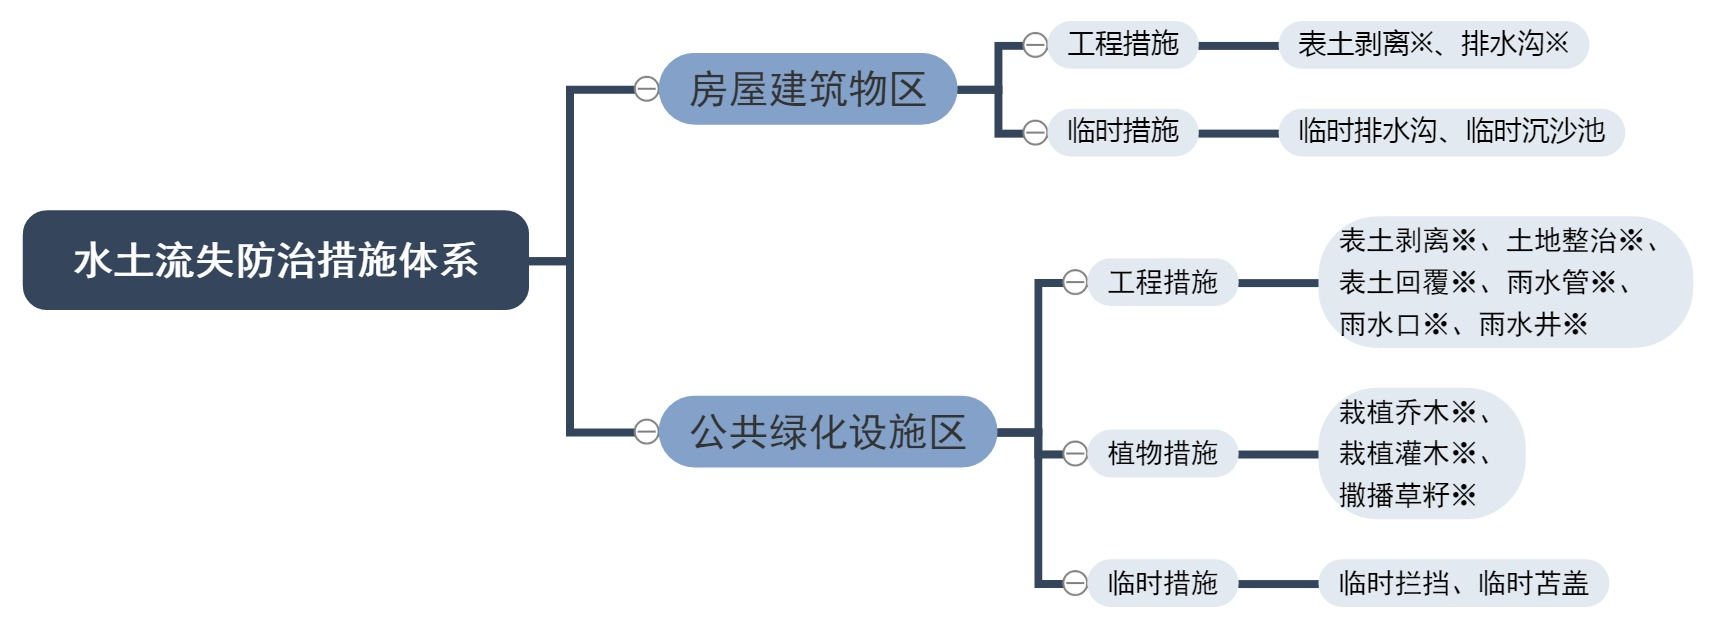 水土流失防治措施体系
房屋建筑物区
工程措施
表土剥离※、排水沟※
临时措施
临时排水沟、临时沉沙池
公共绿化设施区
工程措施
表土剥离※、土地整治※、
表土回覆※、雨水管※、
雨水口※、雨水井※
植物措施
栽植乔木※、
栽植灌木※、
撒播草籽※
临时措施
临时拦挡、临时苫盖